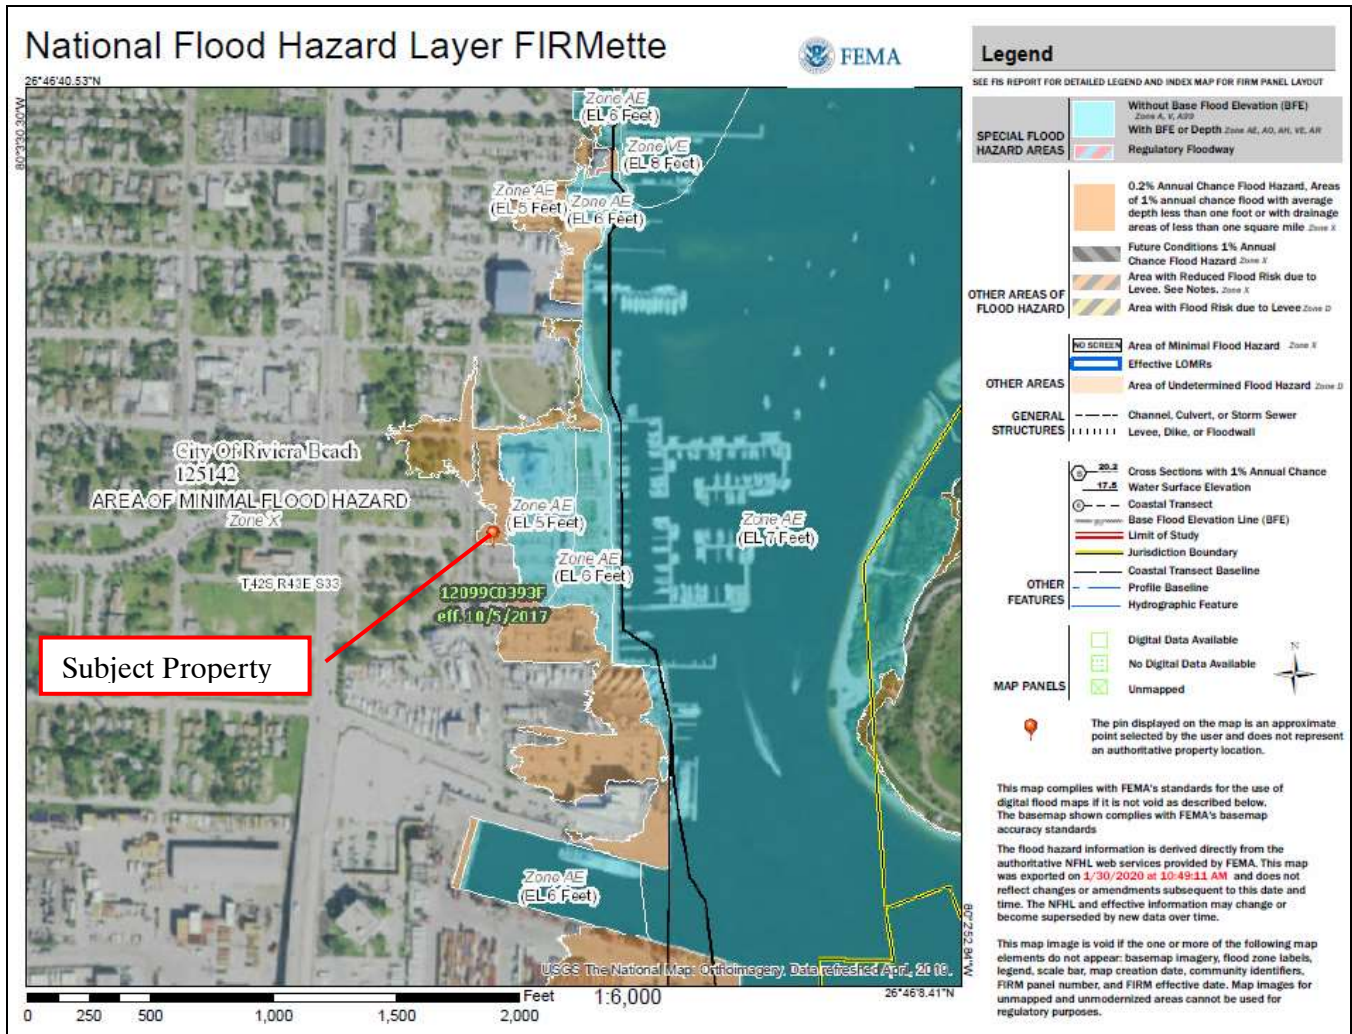 National Flood Hazard Layer FIRMette
FEMA
26°46'40.53"N
80°3'30.30"W
Zone AE
(EL 6 Feet)
Zone VE
(EL 8 Feet)
Zone AE
(EL 5 Feet)
Zone AE
(EL 6 Feet)
City Of Riviera Beach
125142
AREA OF MINIMAL FLOOD HAZARD
Zone X
Zone AE
(EL 5 Feet)
Zone AE
(EL 7 Feet)
Zone AE
(EL 6 Feet)
T42S R43E S33
12099C0393F
eff. 10/5/2017
Subject Property
Zone AE
(EL 6 Feet)
80°2'52.84"W
USGS The National Map: Orthoimagery. Data refreshed April, 2019.
26°46'8.41"N
Feet
1:6,000
0 250 500 1,000 1,500 2,000
Legend
SEE FIS REPORT FOR DETAILED LEGEND AND INDEX MAP FOR FIRM PANEL LAYOUT
SPECIAL FLOOD
HAZARD AREAS
Without Base Flood Elevation (BFE)
Zone A, V, A99
With BFE or Depth Zone AE, AO, AH, VE, AR
Regulatory Floodway
OTHER AREAS OF
FLOOD HAZARD
0.2% Annual Chance Flood Hazard, Areas
of 1% annual chance flood with average
depth less than one foot or with drainage
areas of less than one square mile Zone X
Future Conditions 1% Annual
Chance Flood Hazard Zone X
Area with Reduced Flood Risk due to
Levee. See Notes. Zone X
Area with Flood Risk due to Levee Zone D
OTHER AREAS
NO SCREEN Area of Minimal Flood Hazard Zone X
Effective LOMRs
Area of Undetermined Flood Hazard Zone D
GENERAL
STRUCTURES
Channel, Culvert, or Storm Sewer
Levee, Dike, or Floodwall
OTHER
FEATURES
20.2 Cross Sections with 1% Annual Chance
17.5 Water Surface Elevation
Coastal Transect
Base Flood Elevation Line (BFE)
Limit of Study
Jurisdiction Boundary
Coastal Transect Baseline
Profile Baseline
Hydrographic Feature
MAP PANELS
Digital Data Available
No Digital Data Available
Unmapped
N
The pin displayed on the map is an approximate
point selected by the user and does not represent
an authoritative property location.
This map complies with FEMA's standards for the use of
digital flood maps if it is not void as described below.
The basemap shown complies with FEMA's basemap
accuracy standards
The flood hazard information is derived directly from the
authoritative NFHL web services provided by FEMA. This map
was exported on 1/30/2020 at 10:49:11 AM and does not
reflect changes or amendments subsequent to this date and
time. The NFHL and effective information may change or
become superseded by new data over time.
This map image is void if the one or more of the following map
elements do not appear: basemap imagery, flood zone labels,
legend, scale bar, map creation date, community identifiers,
FIRM panel number, and FIRM effective date. Map images for
unmapped and unmodernized areas cannot be used for
regulatory purposes.